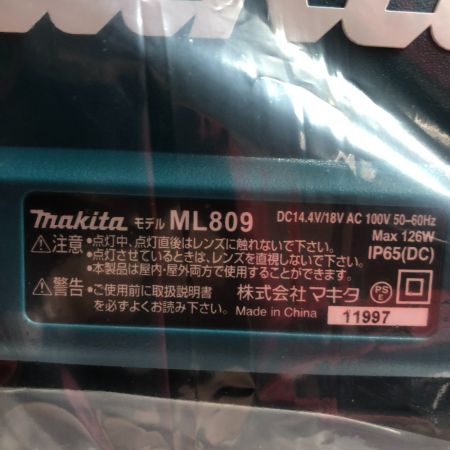 makita モデル ML809 DC14.4V/18V AC 100V 50-60Hz
Max 126W
⚠注意 •点灯中、点灯直後はレンズに触れないで下さい。
•点灯させているときは、レンズを直視しないで下さい。
•本製品は屋内・屋外両方で使用することができます。
IP65(DC)
⚠警告 •ご使用前に取扱説明書
を必ずよくお読み下さい。
株式会社マキタ
PSE
Made in China 11997